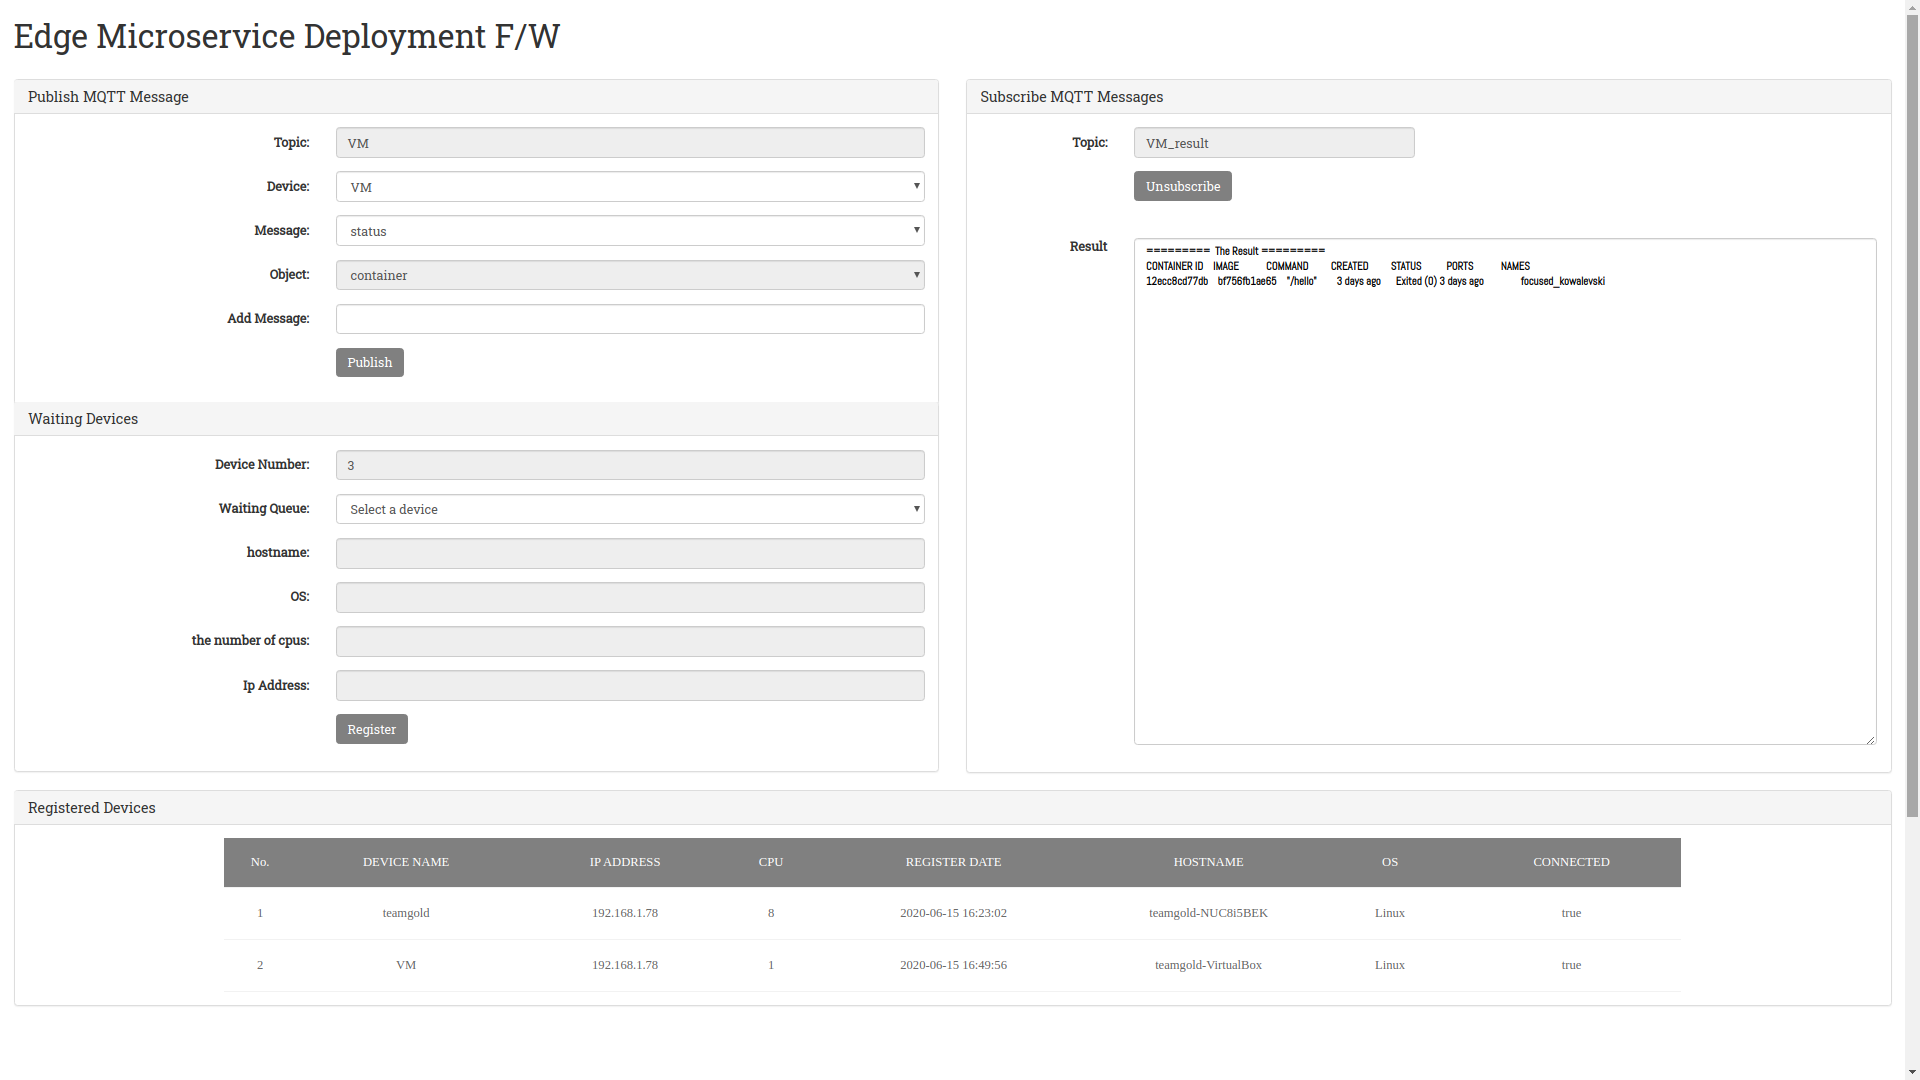 Edge Microservice Deployment F/W
Publish MQTT Message
Topic: VM
Device: VM
Message: status
Object: container
Add Message:
Publish
Waiting Devices
Device Number: 3
Waiting Queue: Select a device
hostname:
OS:
the number of cpus:
Ip Address:
Register
Subscribe MQTT Messages
Topic: VM_result
Unsubscribe
Result
========= The Result =========
CONTAINER ID IMAGE COMMAND CREATED STATUS PORTS NAMES
12ecc8cd77db bf756fb1ae65 "/hello" 3 days ago Exited (0) 3 days ago focused_kowalevski
Registered Devices
No. DEVICE NAME IP ADDRESS CPU REGISTER DATE HOSTNAME OS CONNECTED
1 teamgold 192.168.1.78 8 2020-06-15 16:23:02 teamgold-NUC8i5BEK Linux true
2 VM 192.168.1.78 1 2020-06-15 16:49:56 teamgold-VirtualBox Linux true